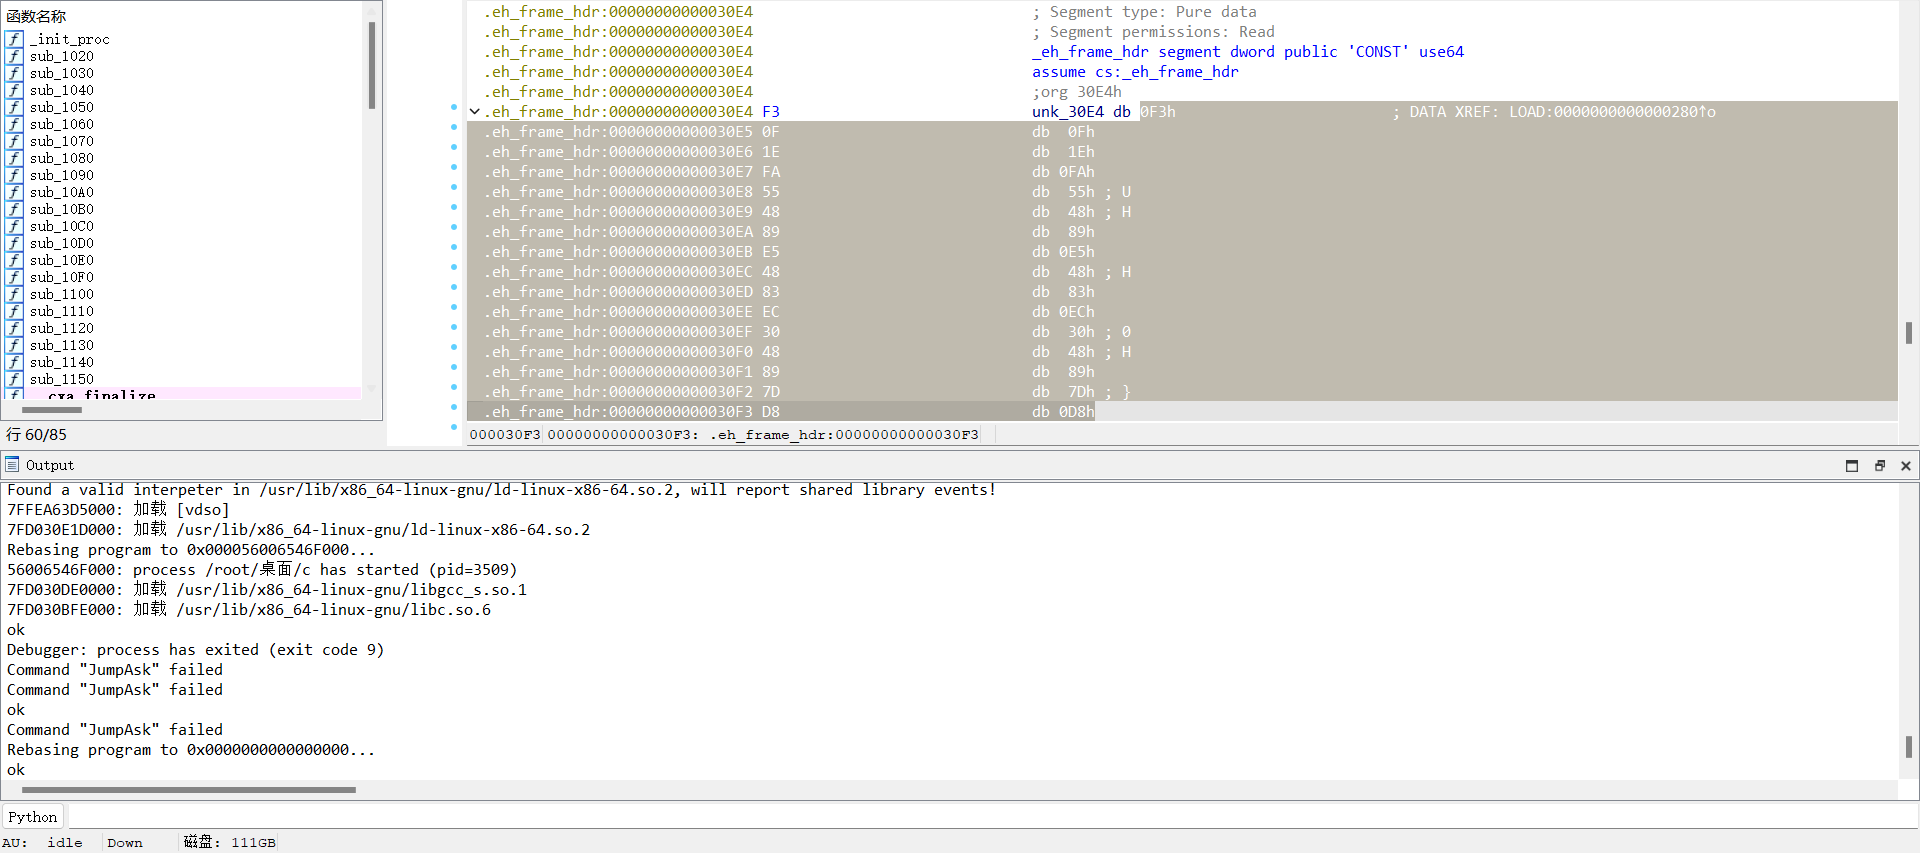 函数名称
_init_proc
sub_1020
sub_1030
sub_1040
sub_1050
sub_1060
sub_1070
sub_1080
sub_1090
sub_10A0
sub_10B0
sub_10C0
sub_10D0
sub_10E0
sub_10F0
sub_1100
sub_1110
sub_1120
sub_1130
sub_1140
sub_1150
__cxa_finalize
行 60/85
.eh_frame_hdr:00000000000030E4 ; Segment type: Pure data
.eh_frame_hdr:00000000000030E4 ; Segment permissions: Read
.eh_frame_hdr:00000000000030E4 _eh_frame_hdr segment dword public 'CONST' use64
.eh_frame_hdr:00000000000030E4 assume cs:_eh_frame_hdr
.eh_frame_hdr:00000000000030E4 ;org 30E4h
.eh_frame_hdr:00000000000030E4 F3 unk_30E4 db 0F3h ; DATA XREF: LOAD:0000000000000280↑o
.eh_frame_hdr:00000000000030E5 0F db 0Fh
.eh_frame_hdr:00000000000030E6 1E db 1Eh
.eh_frame_hdr:00000000000030E7 FA db 0FAh
.eh_frame_hdr:00000000000030E8 55 db 55h ; U
.eh_frame_hdr:00000000000030E9 48 db 48h ; H
.eh_frame_hdr:00000000000030EA 89 db 89h
.eh_frame_hdr:00000000000030EB E5 db 0E5h
.eh_frame_hdr:00000000000030EC 48 db 48h ; H
.eh_frame_hdr:00000000000030ED 83 db 83h
.eh_frame_hdr:00000000000030EE EC db 0ECh
.eh_frame_hdr:00000000000030EF 30 db 30h ; 0
.eh_frame_hdr:00000000000030F0 48 db 48h ; H
.eh_frame_hdr:00000000000030F1 89 db 89h
.eh_frame_hdr:00000000000030F2 7D db 7Dh ; }
.eh_frame_hdr:00000000000030F3 D8 db 0D8h
000030F3 00000000000030F3: .eh_frame_hdr:00000000000030F3
Output
Found a valid interpeter in /usr/lib/x86_64-linux-gnu/ld-linux-x86-64.so.2, will report shared library events!
7FFEA63D5000: 加载 [vdso]
7FD030E1D000: 加载 /usr/lib/x86_64-linux-gnu/ld-linux-x86-64.so.2
Rebasing program to 0x000056006546F000...
56006546F000: process /root/桌面/c has started (pid=3509)
7FD030DE0000: 加载 /usr/lib/x86_64-linux-gnu/libgcc_s.so.1
7FD030BFE000: 加载 /usr/lib/x86_64-linux-gnu/libc.so.6
ok
Debugger: process has exited (exit code 9)
Command "JumpAsk" failed
Command "JumpAsk" failed
ok
Command "JumpAsk" failed
Rebasing program to 0x0000000000000000...
ok
Python
AU: idle Down 磁盘: 111GB